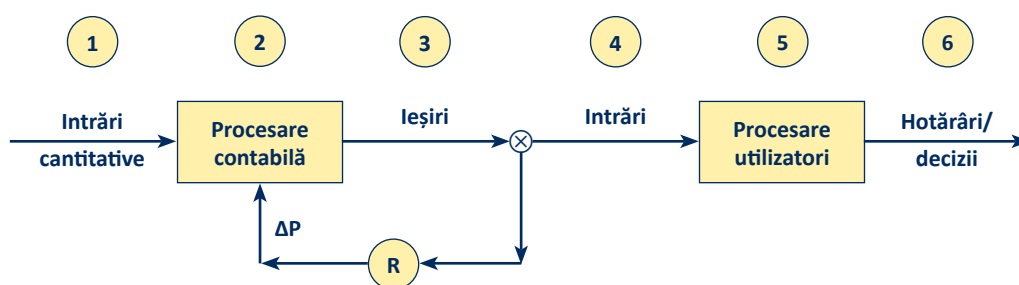 1
2
3
4
5
6
Intrări
cantitative
Procesare
contabilă
Ieșiri
Intrări
Procesare
utilizatori
Hotărâri/
decizii
ΔP
R